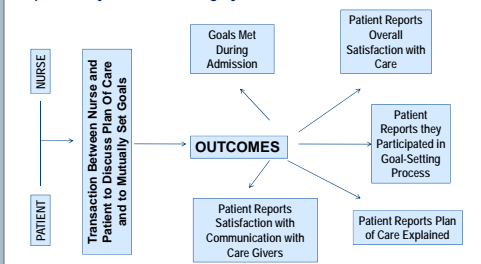 NURSE
PATIENT
Transaction Between Nurse and
Patient to Discuss Plan Of Care
and to Mutually Set Goals
Goals Met
During
Admission
Patient Reports
Overall
Satisfaction with
Care
OUTCOMES
Patient
Reports they
Participated in
Goal-Setting
Process
Patient Reports
Satisfaction with
Communication with
Care Givers
Patient Reports Plan
of Care Explained